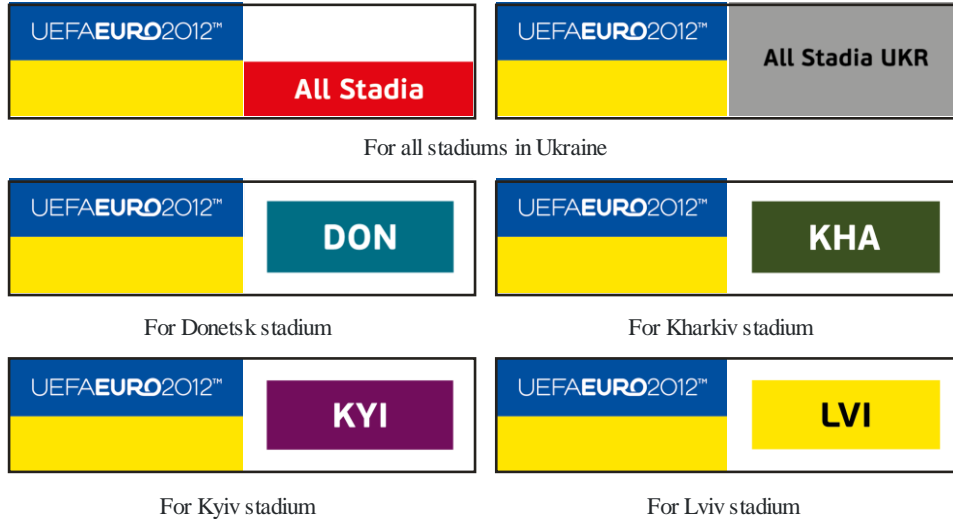 UEFAEURO2012™
All Stadia
UEFAEURO2012™
All Stadia UKR
For all stadiums in Ukraine
UEFAEURO2012™
DON
UEFAEURO2012™
KHA
For Donetsk stadium
For Kharkiv stadium
UEFAEURO2012™
KYI
UEFAEURO2012™
LVI
For Kyiv stadium
For Lviv stadium